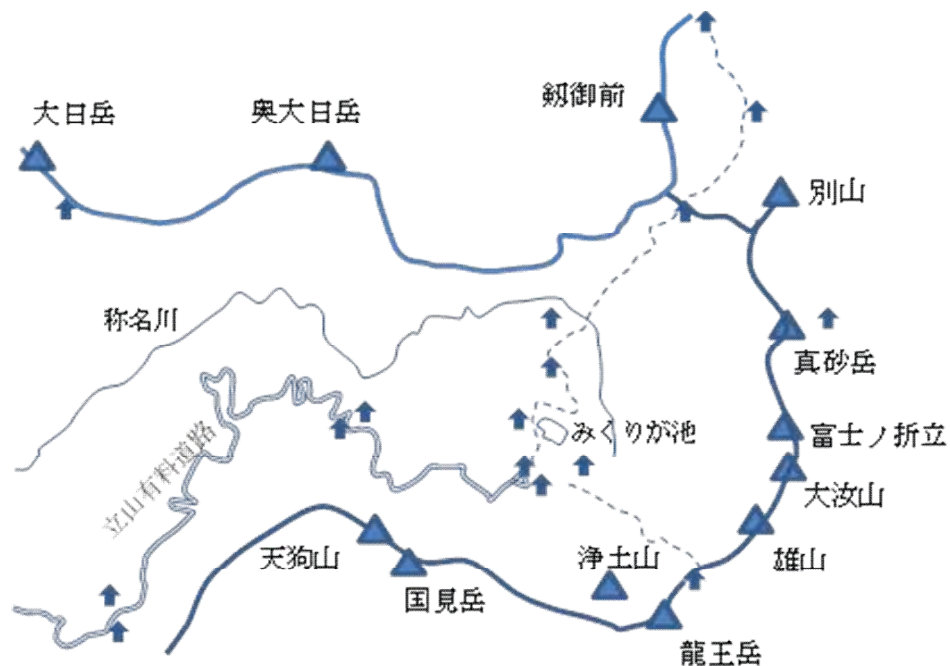 剱御前
大日岳
奥大日岳
別山
称名川
真砂岳
みくりが池
富士ノ折立
立山有料道路
大汝山
天狗山
浄土山
雄山
国見岳
龍王岳